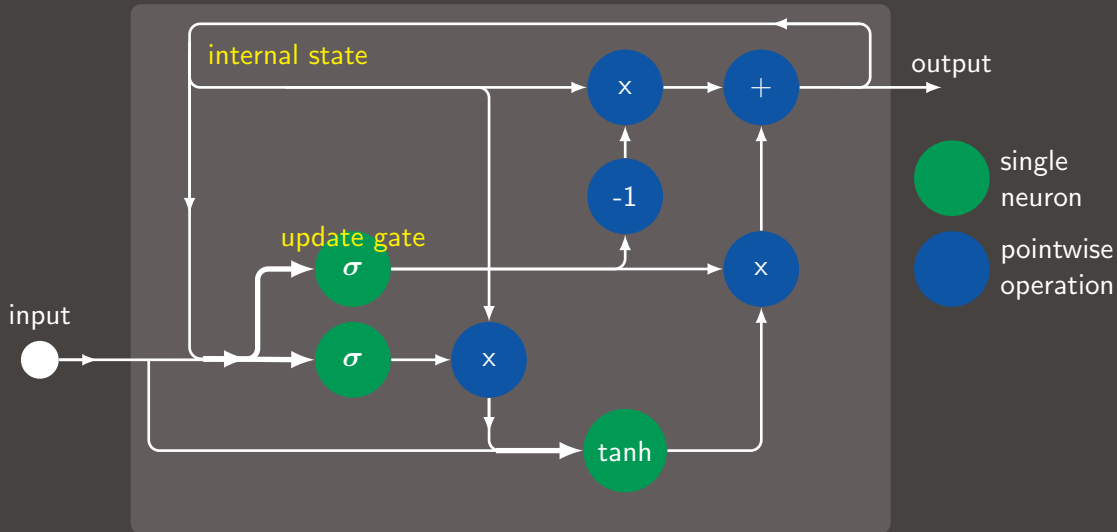 internal state
x
+
output
single
neuron
-1
update gate
σ
x
pointwise
operation
input
σ
x
tanh